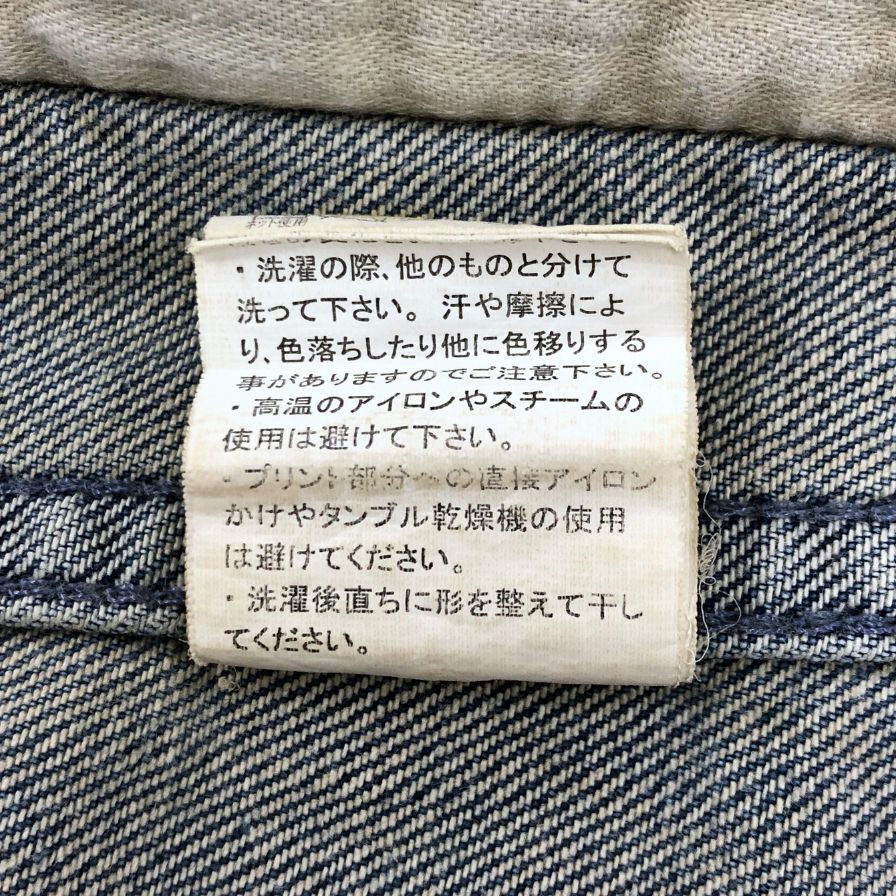 ネット使用
・洗濯の際、他のものと分けて
洗って下さい。汗や摩擦によ
り、色落ちしたり他に色移りする
事がありますのでご注意下さい。
・高温のアイロンやスチームの
使用は避けて下さい。
・プリント部分への直接アイロン
かけやタンブル乾燥機の使用
は避けてください。
・洗濯後直ちに形を整えて干し
てください。